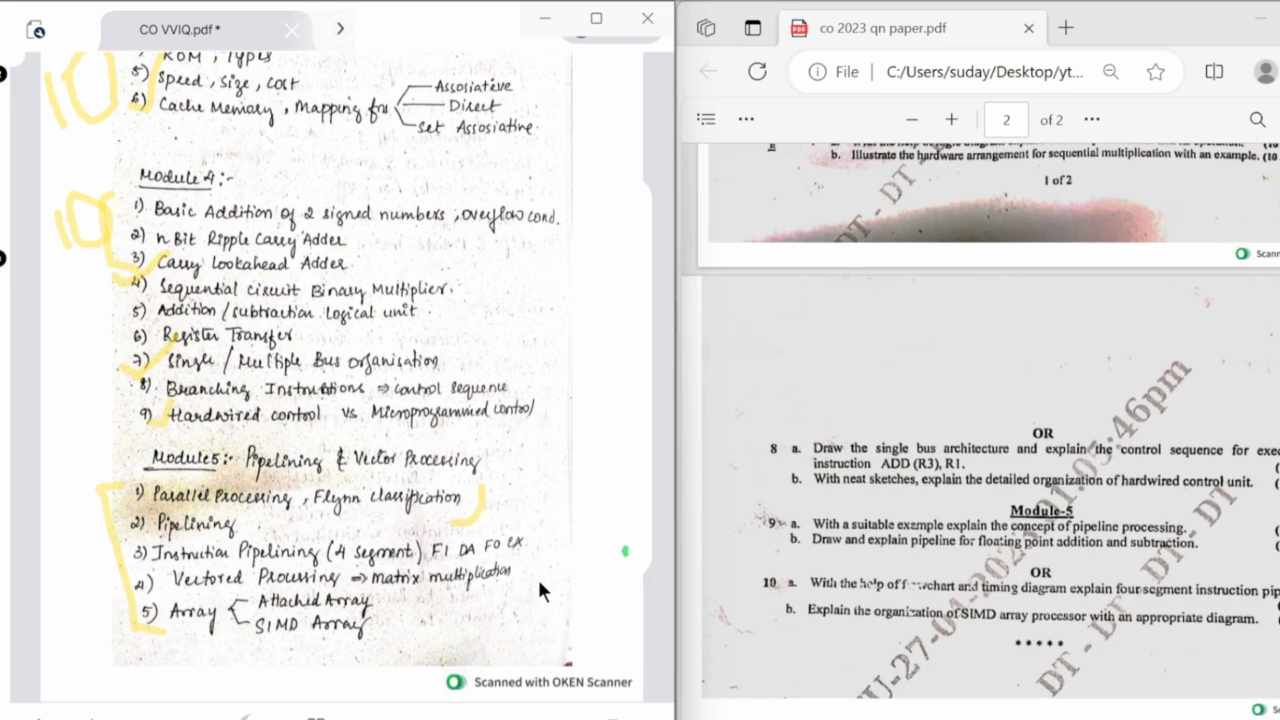 CO VVIQ.pdf*
ROM, Types
5) Speed, size, cost
6) Cache Memory, Mapping fns
Assosiative
Direct
set Assosiative.
Module 4:-
1) Basic Addition of 2 signed numbers, overflow cond.
2) n Bit Ripple Carry Adder
3) Carry Lookahead Adder.
4) Sequential circuit Binary Multiplier.
5) Addition/subtraction logical unit.
6) Register Transfer
7) Single / Multiple Bus organisation
8). Branching Instructions ⇒ control sequence
9) Hardwired control vs Microprogrammed control
Module 5:- Pipelining & Vector Processing
1) Parallel Processing, Flynn classification
2) Pipelining
3) Instruction Pipelining (4 segment) FI DA FO EX
4) Vectored Processing ⇒ matrix multiplication
5) Array
Attached Array
SIMD Array
Scanned with OKEN Scanner
co 2023 qn paper.pdf
File | C:/Users/suday/Desktop/yt...
2 of 2
b. Illustrate the hardware arrangement for sequential multiplication with an example. (10
1 of 2
Scann
OR
8 a. Draw the single bus architecture and explain the control sequence for exec
instruction ADD (R3), R1.
b. With neat sketches, explain the detailed organization of hardwired control unit.
Module-5
9 a. With a suitable example explain the concept of pipeline processing.
b. Draw and explain pipeline for floating point addition and subtraction.
OR
10 a. With the help of flowchart and timing diagram explain four segment instruction pip
b. Explain the organization of SIMD array processor with an appropriate diagram.
*****